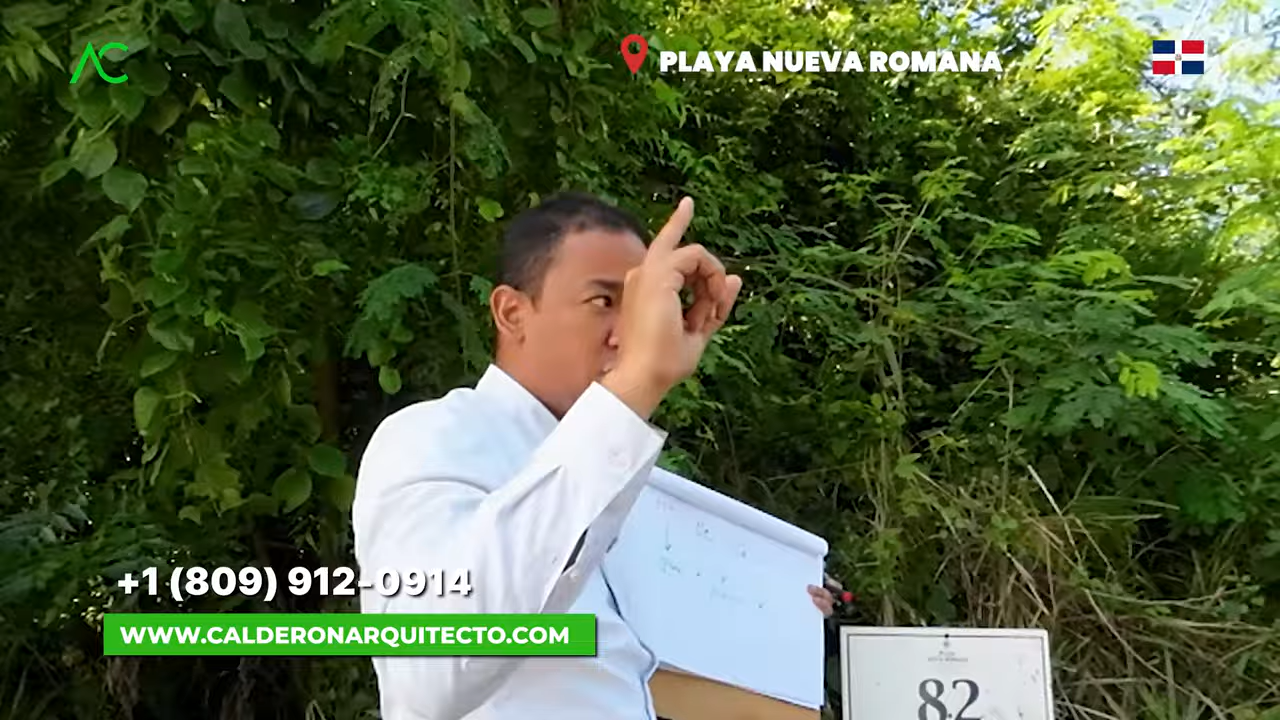 AC
PLAYA NUEVA ROMANA
+1 (809) 912-0914
WWW.CALDERONARQUITECTO.COM
82